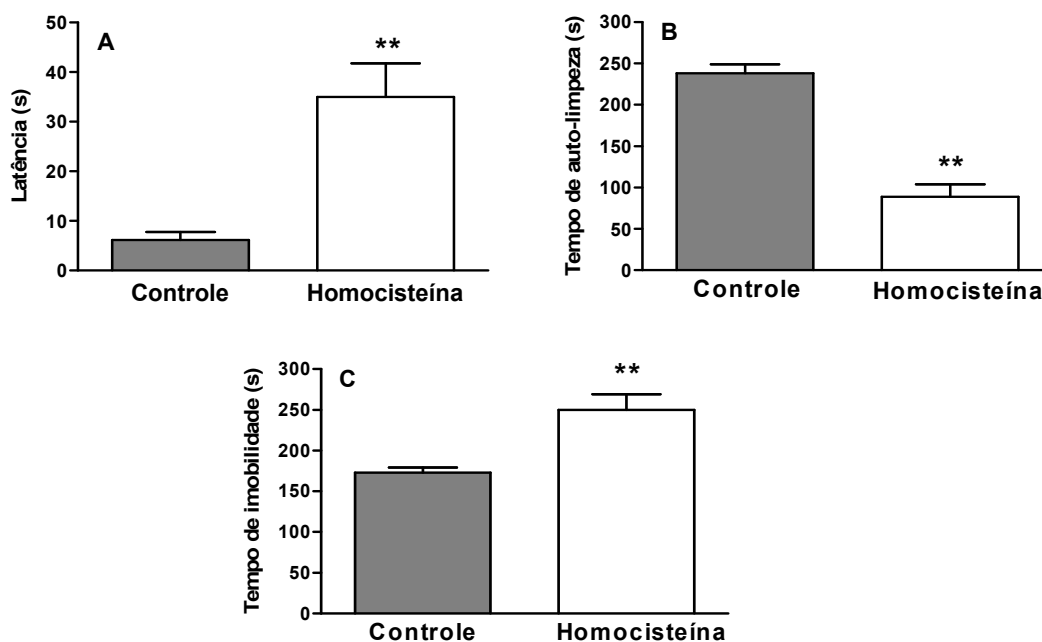 A
Latência (s)
50
40
30
20
10
0
**
Controle
Homocisteína
B
Tempo de auto-limpeza (s)
300
250
200
150
100
50
0
**
Controle
Homocisteína
C
Tempo de imobilidade (s)
300
250
200
150
100
50
0
**
Controle
Homocisteína